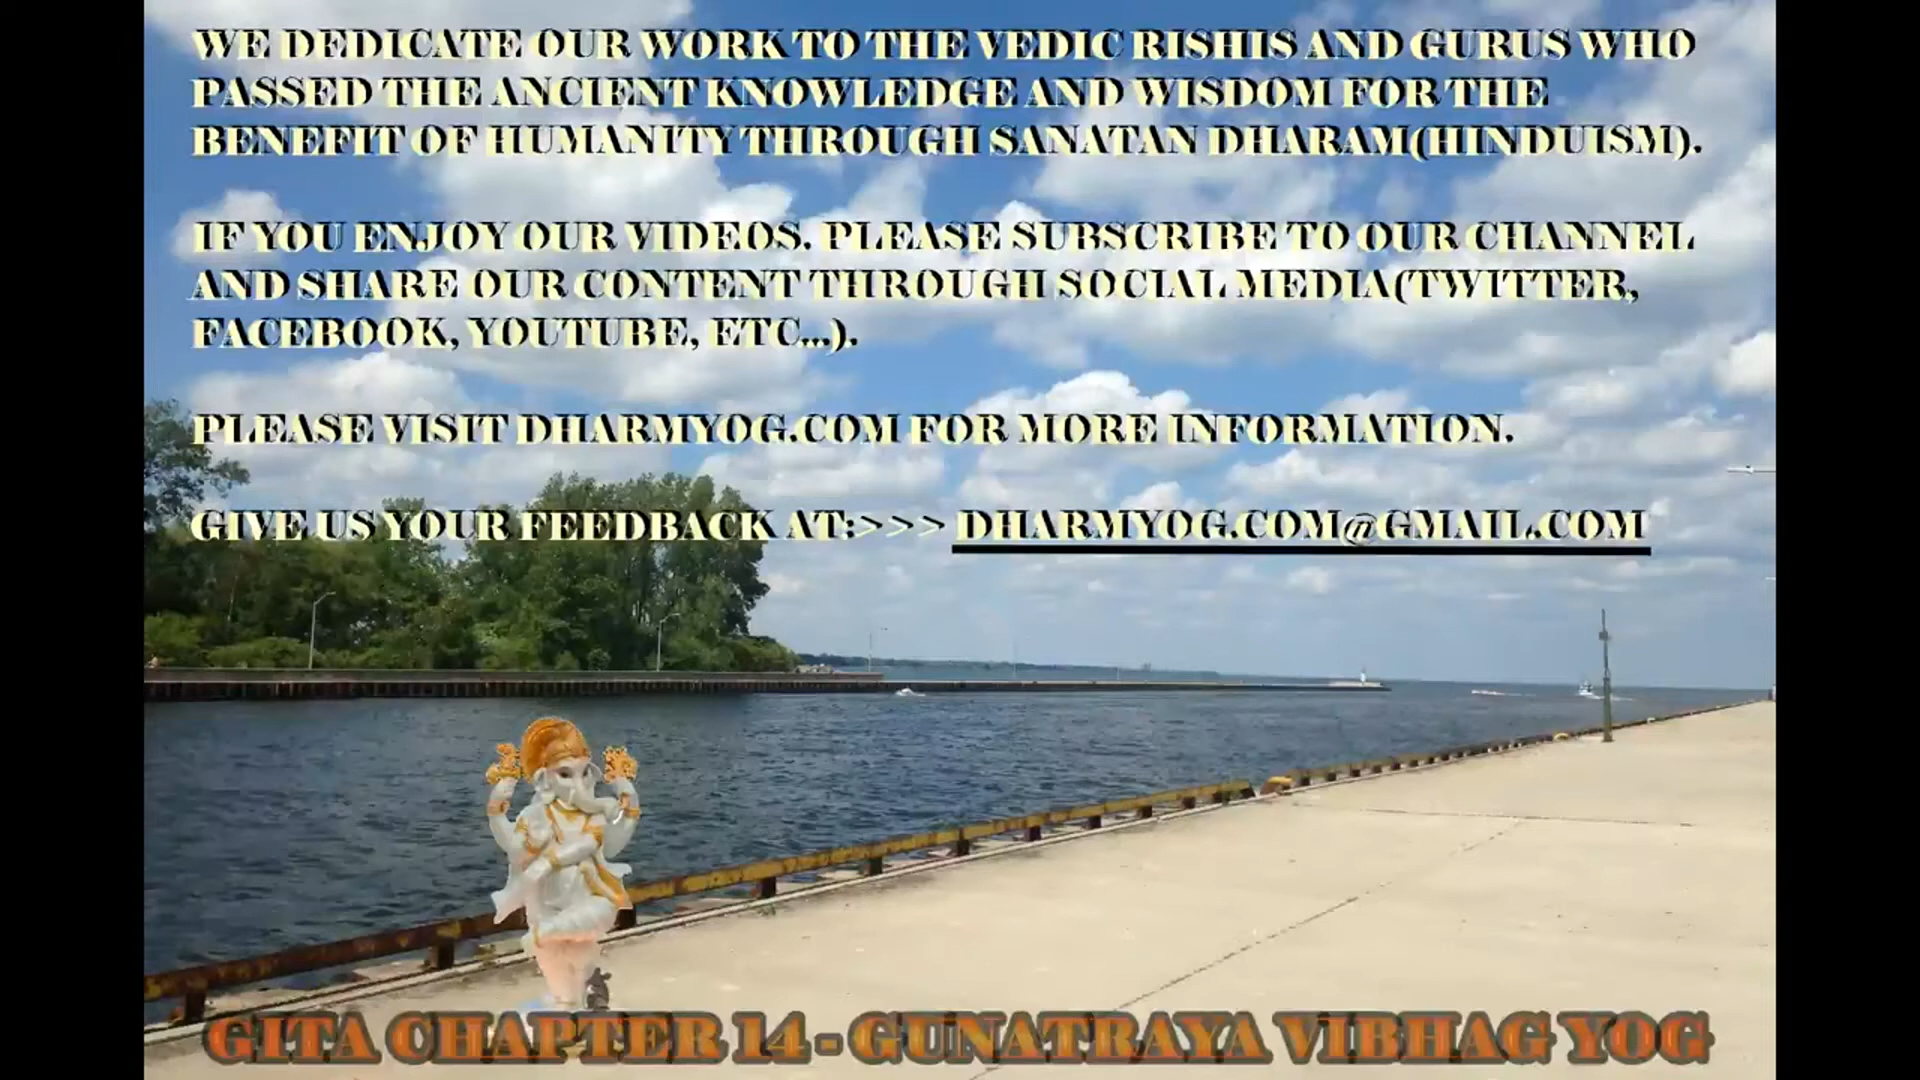 WE DEDICATE OUR WORK TO THE VEDIC RISHIS AND GURUS WHO
PASSED THE ANCIENT KNOWLEDGE AND WISDOM FOR THE
BENEFIT OF HUMANITY THROUGH SANATAN DHARAM(HINDUISM).
IF YOU ENJOY OUR VIDEOS. PLEASE SUBSCRIBE TO OUR CHANNEL
AND SHARE OUR CONTENT THROUGH SOCIAL MEDIA(TWITTER,
FACEBOOK, YOUTUBE, ETC...).
PLEASE VISIT DHARMYOG.COM FOR MORE INFORMATION.
GIVE US YOUR FEEDBACK AT:>>> DHARMYOG.COM@GMAIL.COM
GITA CHAPTER 14 - GUNATRAYA VIBHAG YOG